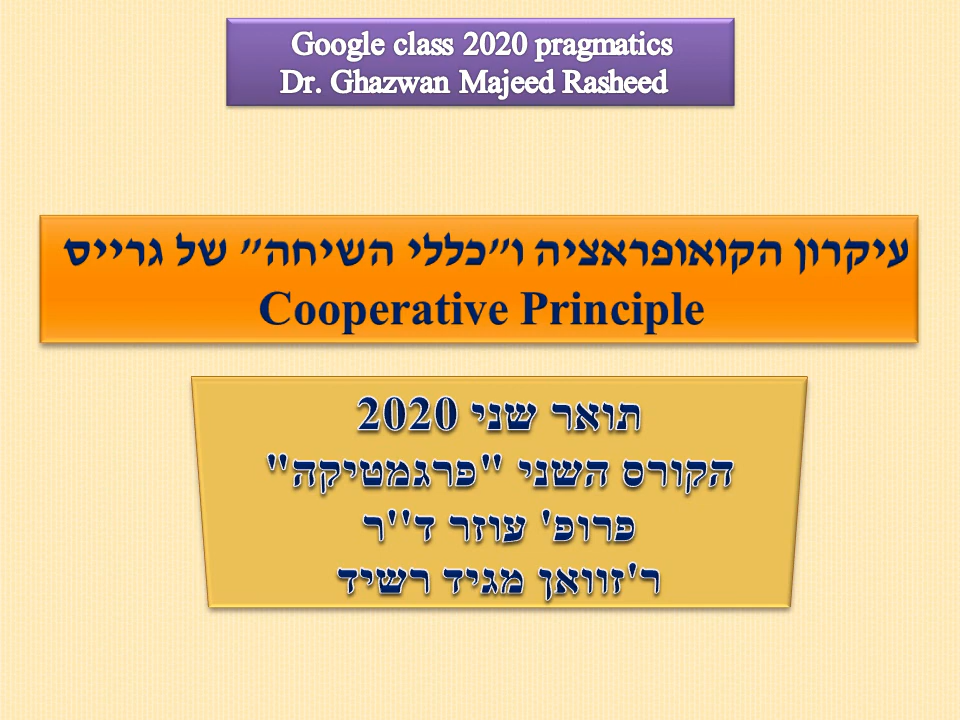 Google class 2020 pragmatics
Dr. Ghazwan Majeed Rasheed
עיקרון הקואופראציה ו"כללי השיחה" של גרייס
Cooperative Principle
תואר שני 2020
הקורס השני "פרגמטיקה"
פרופ' עוזר ד''ר
ר'זוואן מגיד רשיד